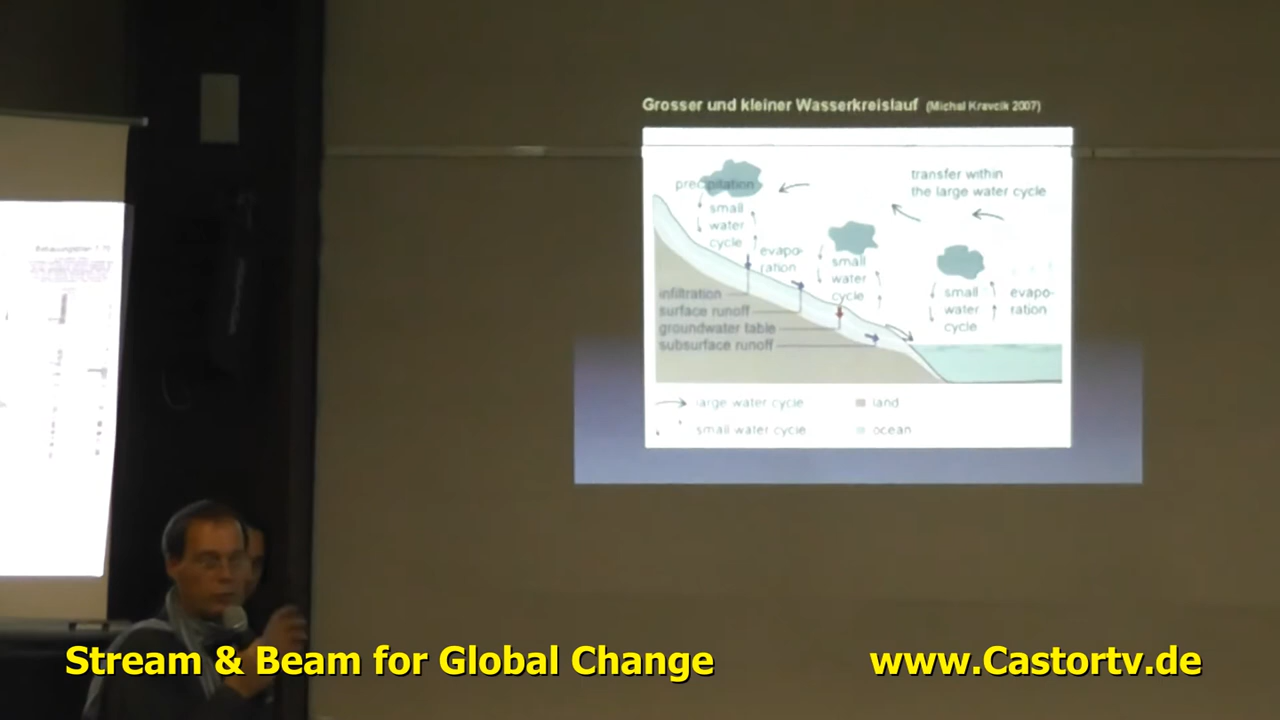 Grosser und kleiner Wasserkreislauf (Michal Kravcik 2007)
precipitation
transfer within
the large water cycle
small
water
cycle
evapo-
ration
small
water
cycle
small
water
cycle
evapo-
ration
infiltration
surface runoff
groundwater table
subsurface runoff
large water cycle
land
small water cycle
ocean
Stream & Beam for Global Change
www.Castortv.de